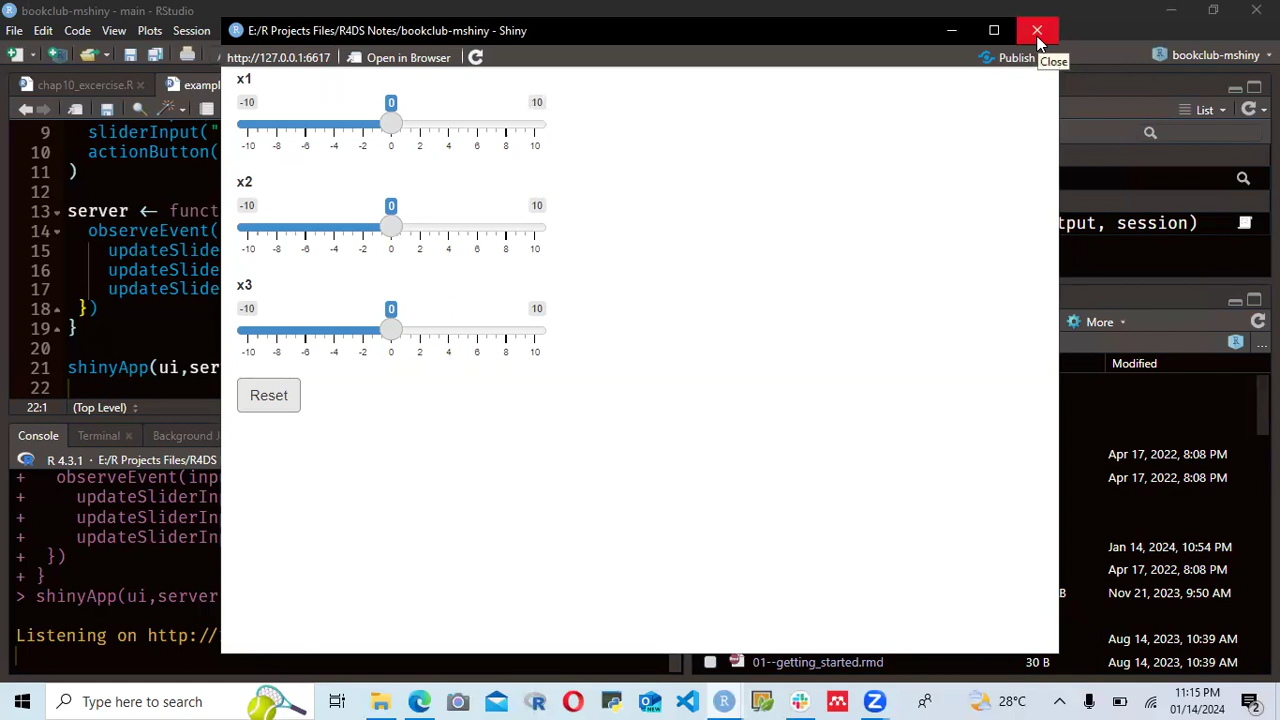 bookclub-mshiny - main - RStudio
File Edit Code View Plots Session
E:/R Projects Files/R4DS Notes/bookclub-mshiny - Shiny
http://127.0.0.1:6617 Open in Browser Publish
Close
bookclub-mshiny
chap10_excercise.R
examp
List
9 sliderInput("
10 actionButton(
11 )
12
13 server ← funct
14 observeEvent(
15 updateSlide
16 updateSlide
17 updateSlide
18 })
19 }
20
21 shinyApp(ui,ser
22
22:1 (Top Level)
Console Terminal Background J
R 4.3.1 · E:/R Projects Files/R4DS
+ observeEvent(inpu
+ updateSliderIn
+ updateSliderIn
+ updateSliderIn
+ })
+ }
> shinyApp(ui,server
Listening on http://
x1
-10 0 10
-10 -8 -6 -4 -2 0 2 4 6 8 10
x2
-10 0 10
-10 -8 -6 -4 -2 0 2 4 6 8 10
x3
-10 0 10
-10 -8 -6 -4 -2 0 2 4 6 8 10
Reset
tput, session)
More
Modified
Apr 17, 2022, 8:08 PM
Apr 17, 2022, 8:08 PM
Jan 14, 2024, 10:54 PM
Apr 17, 2022, 8:08 PM
B Nov 21, 2023, 9:50 AM
Aug 14, 2023, 10:39 AM
01--getting_started.rmd 30 B Aug 14, 2023, 10:39 AM
Type here to search
28°C
11:15 PM
01/14/2024
2